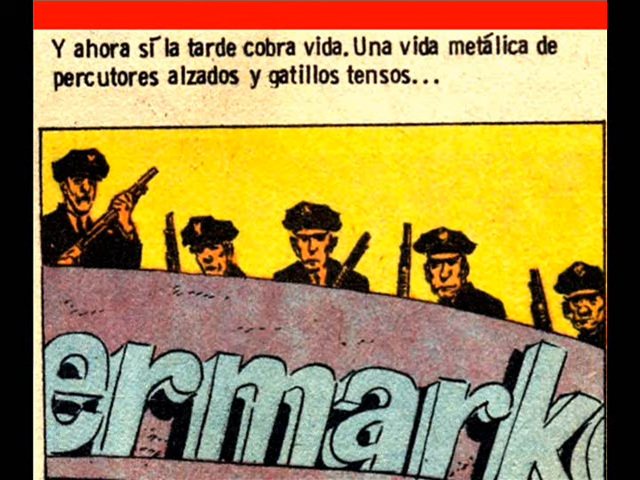 Y ahora sí la tarde cobra vida. Una vida metálica de
percutores alzados y gatillos tensos...
ermark